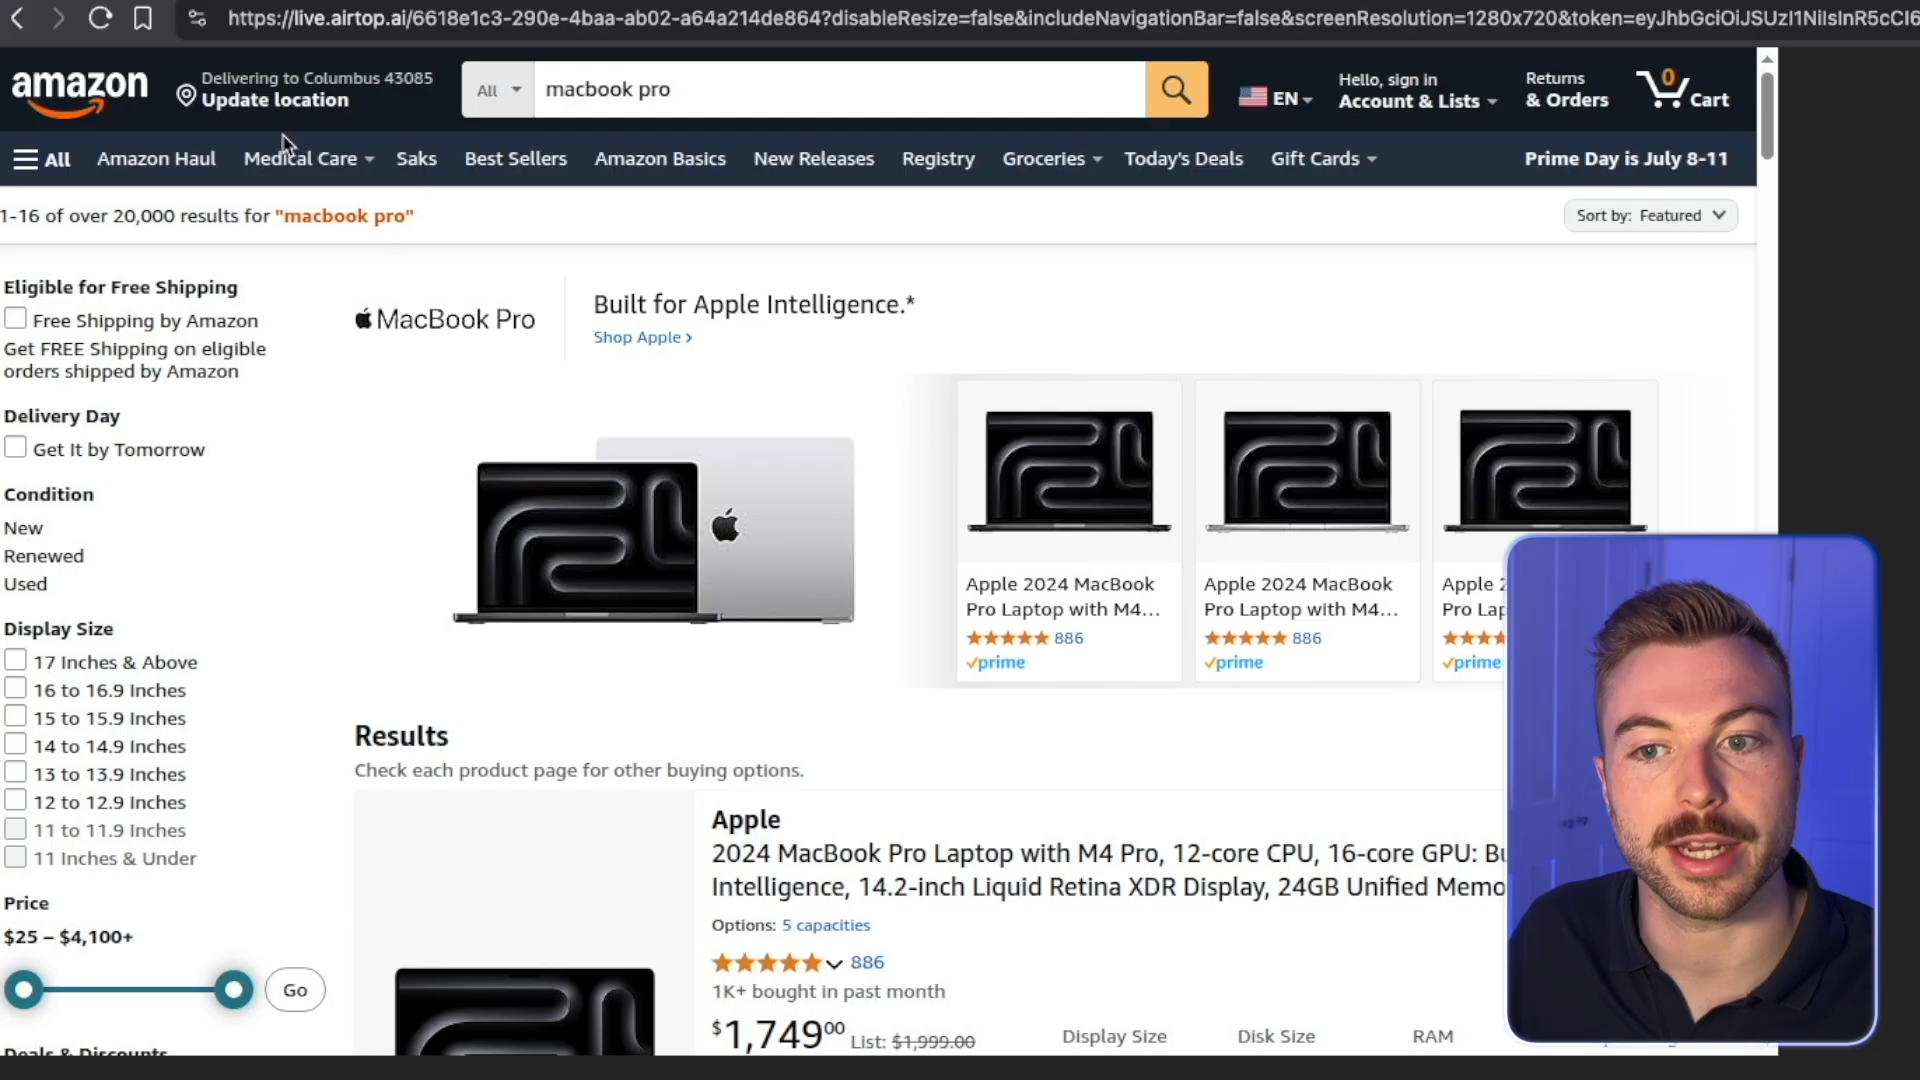 https://live.airtop.ai/6618e1c3-290e-4baa-ab02-a64a214de864?disableResize=false&includeNavigationBar=false&screenResolution=1280x720&token=eyJhbGciOiJSUzI1NiIsInR5cCI6
amazon
Delivering to Columbus 43085
Update location
All
macbook pro
EN
Hello, sign in
Account & Lists
Returns
& Orders
0
Cart
All
Amazon Haul
Medical Care
Saks
Best Sellers
Amazon Basics
New Releases
Registry
Groceries
Today's Deals
Gift Cards
Prime Day is July 8-11
1-16 of over 20,000 results for "macbook pro"
Sort by: Featured
Eligible for Free Shipping
Free Shipping by Amazon
Get FREE Shipping on eligible
orders shipped by Amazon
Delivery Day
Get It by Tomorrow
Condition
New
Renewed
Used
Display Size
17 Inches & Above
16 to 16.9 Inches
15 to 15.9 Inches
14 to 14.9 Inches
13 to 13.9 Inches
12 to 12.9 Inches
11 to 11.9 Inches
11 Inches & Under
Price
$25 – $4,100+
Go
Deals & Discounts
MacBook Pro
Built for Apple Intelligence.*
Shop Apple ›
Apple 2024 MacBook
Pro Laptop with M4...
886
prime
Apple 2024 MacBook
Pro Laptop with M4...
886
prime
Apple
Pro
prime
Results
Check each product page for other buying options.
Apple
2024 MacBook Pro Laptop with M4 Pro, 12-core CPU, 16-core GPU:
Intelligence, 14.2-inch Liquid Retina XDR Display, 24GB Unified
Options: 5 capacities
886
1K+ bought in past month
$1,749.00 List: $1,999.00
Display Size
Disk Size
RAM